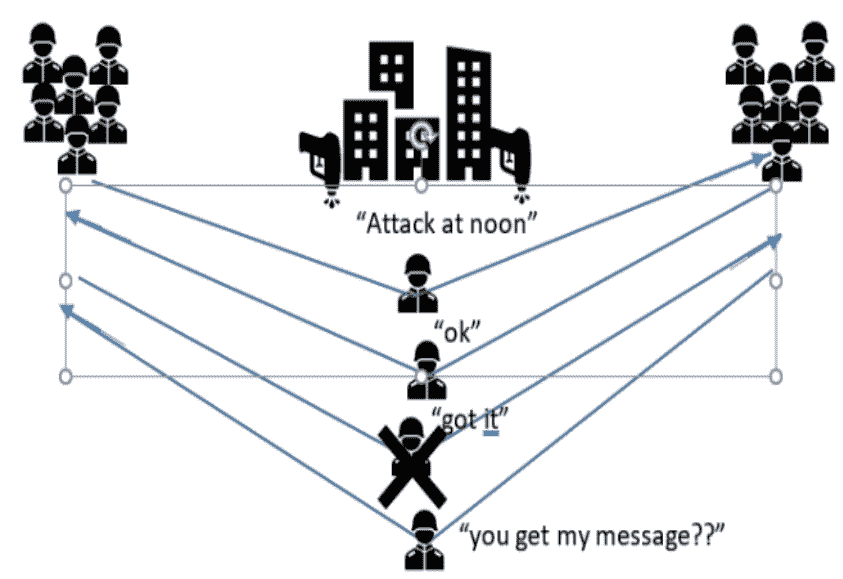 “Attack at noon”
“ok”
“got it”
“you get my message??”